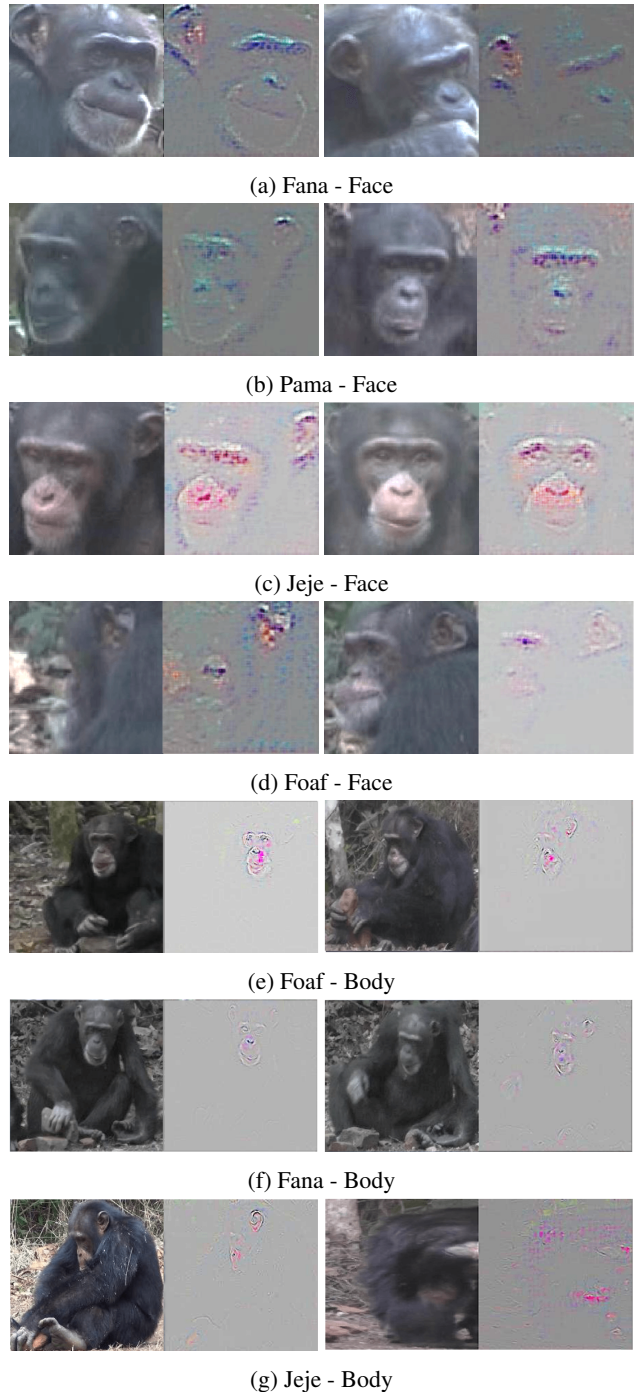 (a) Fana - Face
(b) Pama - Face
(c) Jeje - Face
(d) Foaf - Face
(e) Foaf - Body
(f) Fana - Body
(g) Jeje - Body